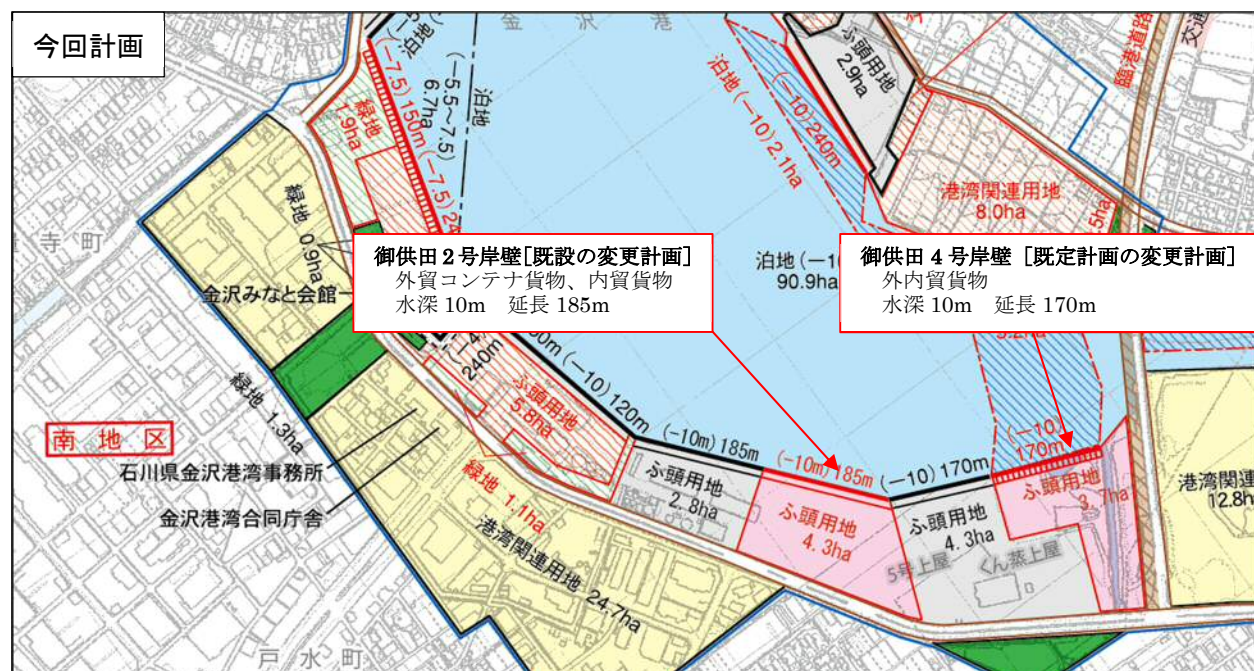 今回計画
金沢港
泊地
(-7.5)150m(-7.5)24
泊地
(-5.5~-7.5)
6.7ha
緑地
1.9ha
ふ頭用地
2.9ha
(-10)240m
泊地(-10)2.1ha
臨港道路
交通
港湾関連用地
8.0ha
5ha
寺町
緑地 0.9ha
金沢みなと会館
御供田2号岸壁[既設の変更計画]
外貿コンテナ貨物、内貿貨物
水深 10m 延長 185m
泊地(-10
90.9ha
御供田4号岸壁 [既定計画の変更計画]
外内貿貨物
水深 10m 延長 170m
240m
(-10)120m
(-10m)185m
(-10m)185m
(-10)170m
(-10)
170m
ふ頭用地
5.8ha
ふ頭用地
2.8ha
ふ頭用地
4.3ha
ふ頭用地
4.3ha
ふ頭用地
3.7ha
5号上屋
くん蒸上屋
港湾関連
12.8h
緑地 1.3ha
南地区
石川県金沢港湾事務所
金沢港湾合同庁舎
緑地 1.1ha
港湾関連用地 24.7ha
戸水町